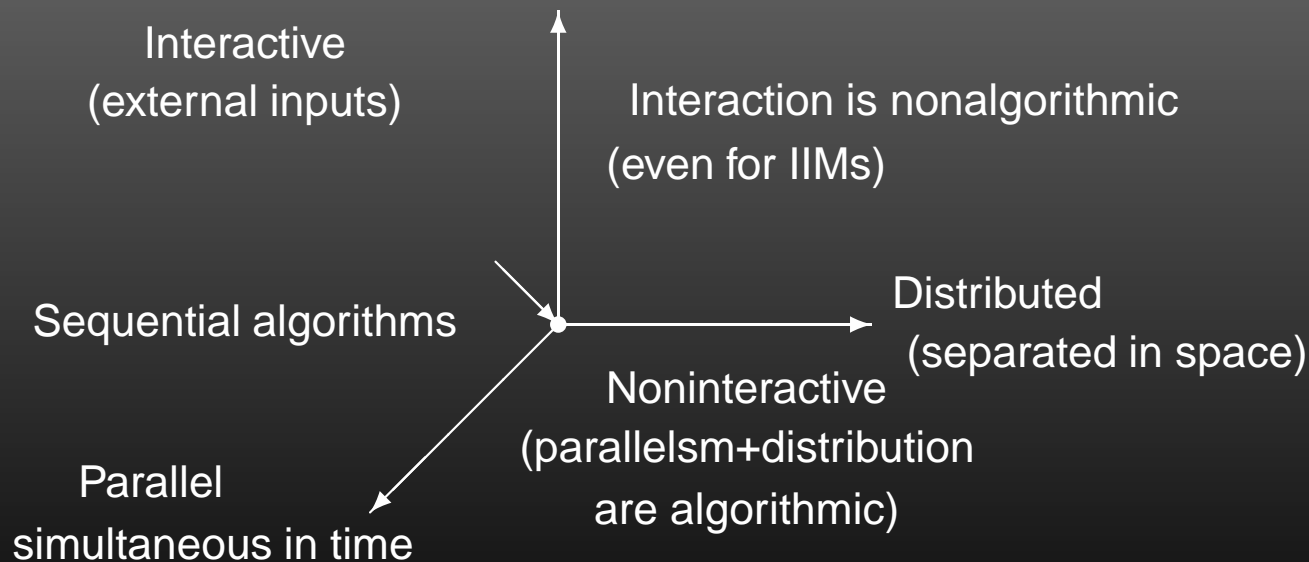 Interactive
(external inputs)
Interaction is nonalgorithmic
(even for IIMs)
Sequential algorithms
Distributed
(separated in space)
Noninteractive
(parallelsm+distribution
are algorithmic)
Parallel
simultaneous in time